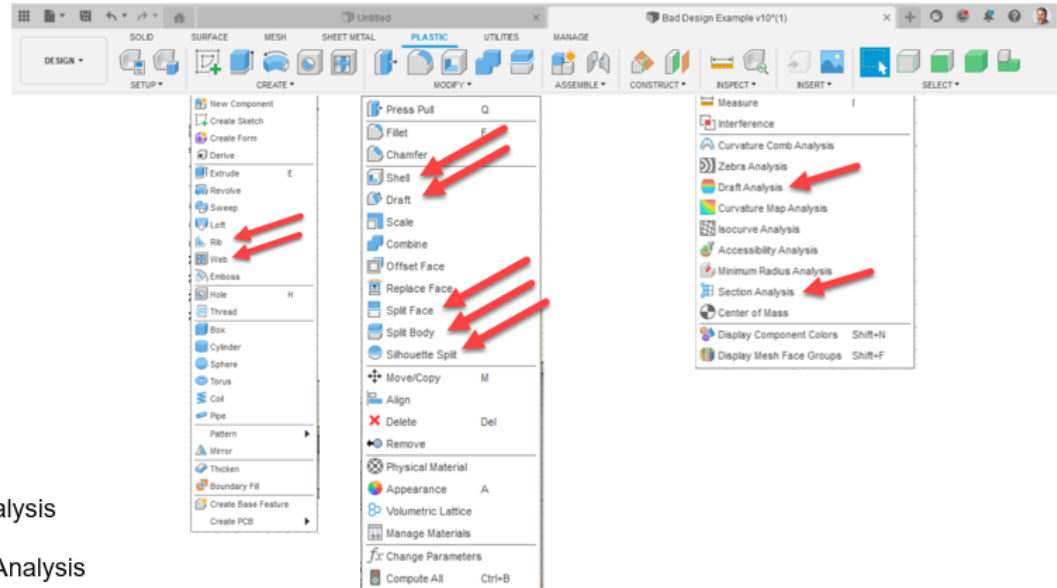 Untitled
Bad Design Example v10*(1)
SOLID SURFACE MESH SHEET METAL PLASTIC UTILITIES MANAGE
DESIGN
SETUP CREATE MODIFY ASSEMBLE CONSTRUCT INSPECT INSERT SELECT
New Component
Create Sketch
Create Form
Derive
Extrude E
Revolve
Sweep
Loft
Rib
Web
Emboss
Hole H
Thread
Box
Cylinder
Sphere
Torus
Coil
Pipe
Pattern
Mirror
Thicken
Boundary Fill
Create Base Feature
Create PCB
Press Pull Q
Fillet F
Chamfer
Shell
Draft
Scale
Combine
Offset Face
Replace Face
Split Face
Split Body
Silhouette Split
Move/Copy M
Align
Delete Del
Remove
Physical Material
Appearance A
Volumetric Lattice
Manage Materials
fx Change Parameters
Compute All Ctrl+B
Measure I
Interference
Curvature Comb Analysis
Zebra Analysis
Draft Analysis
Curvature Map Analysis
Isocurve Analysis
Accessibility Analysis
Minimum Radius Analysis
Section Analysis
Center of Mass
Display Component Colors Shift+N
Display Mesh Face Groups Shift+F
alysis
Analysis